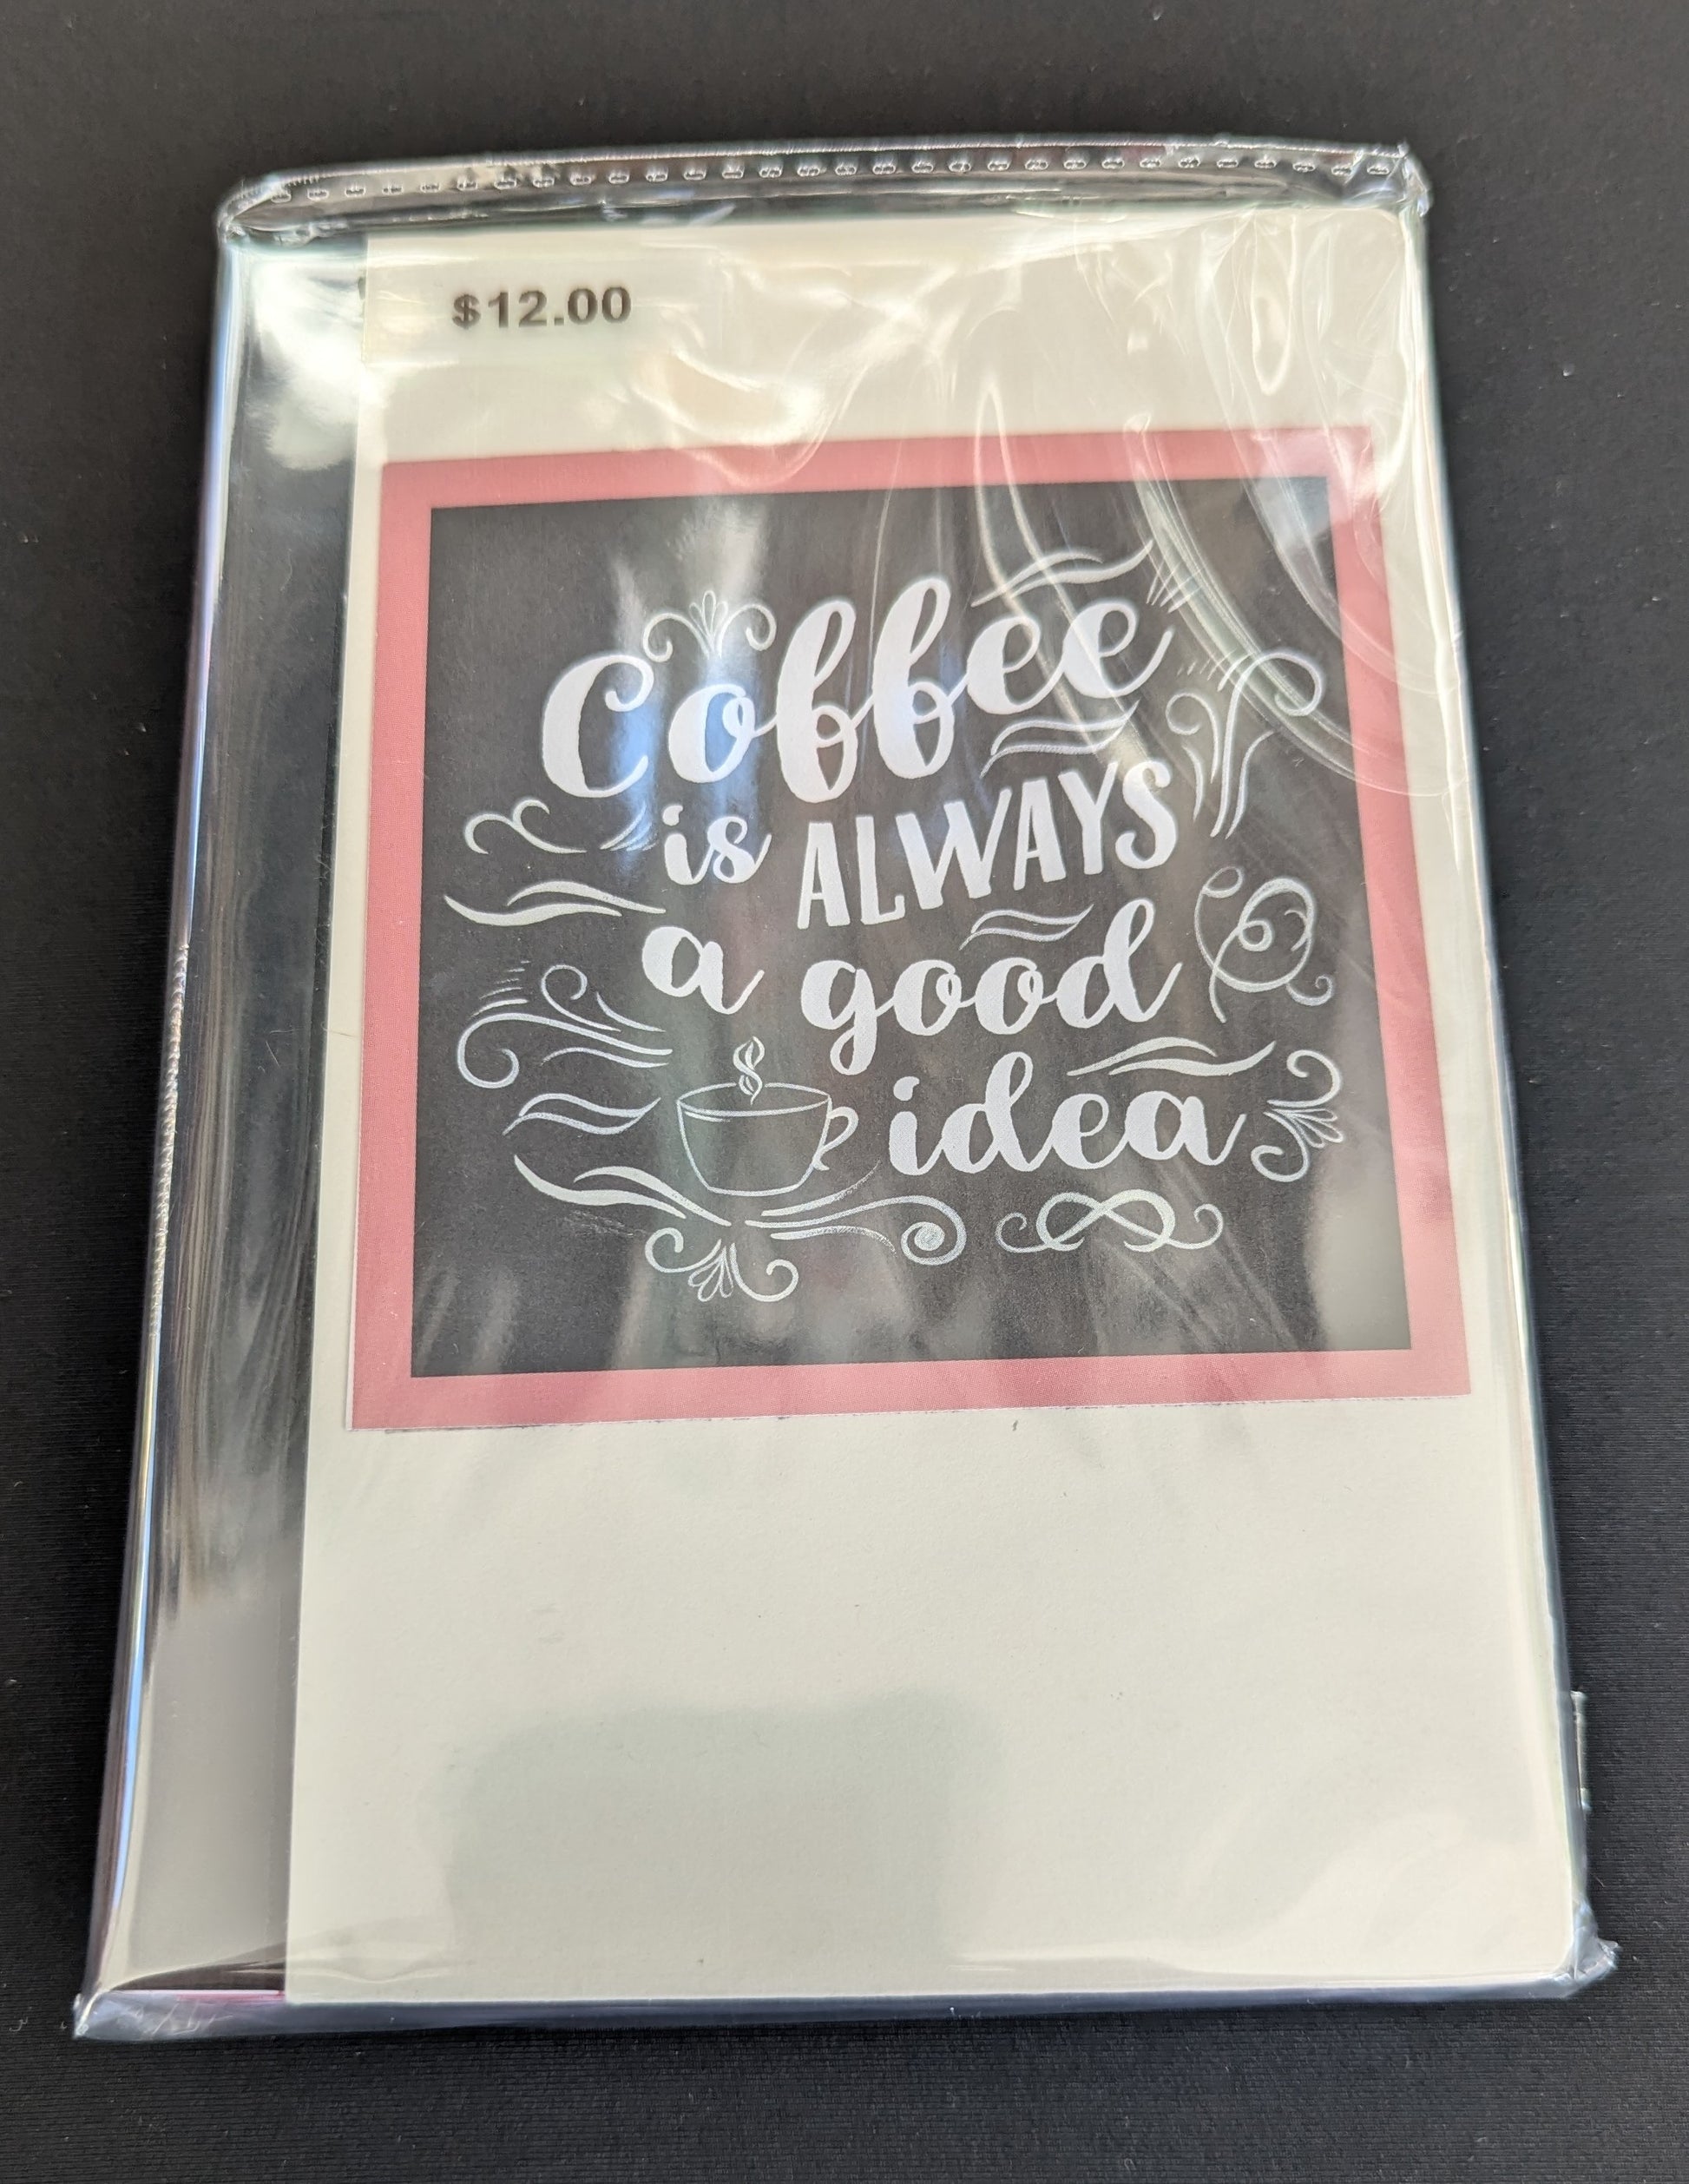 $12.00
Coffee
is ALWAYS
a good
idea